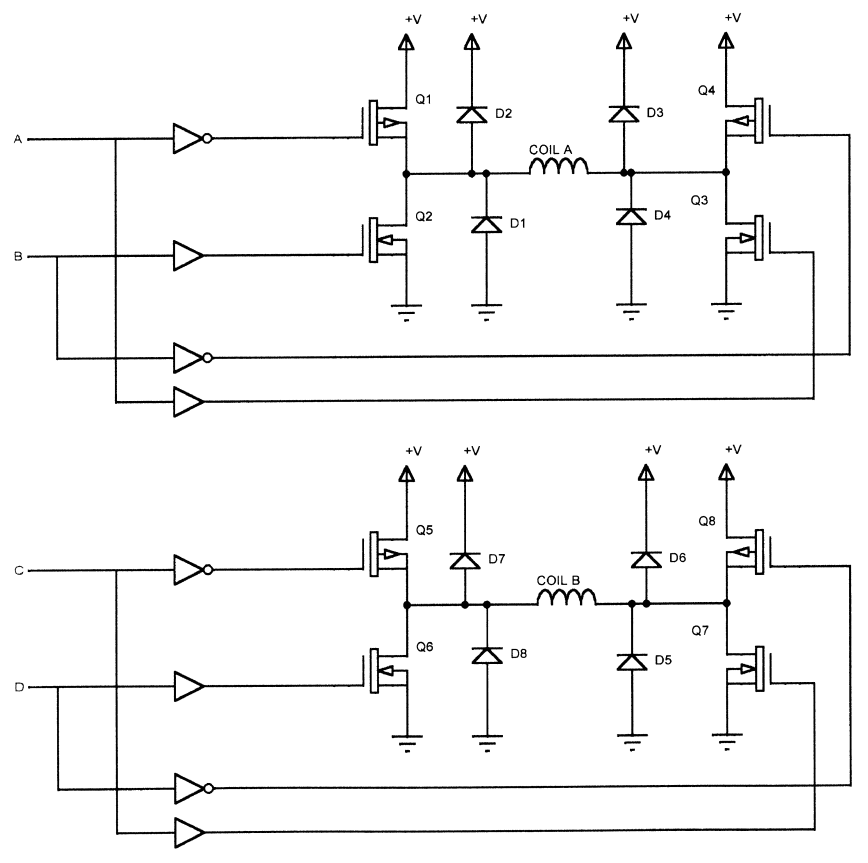 +V +V +V +V
Q1 D2 D3 Q4
A
COIL A
Q2 D1 D4 Q3
B
+V +V +V +V
Q5 D7 D6 Q8
C
COIL B
Q6 D8 D5 Q7
D